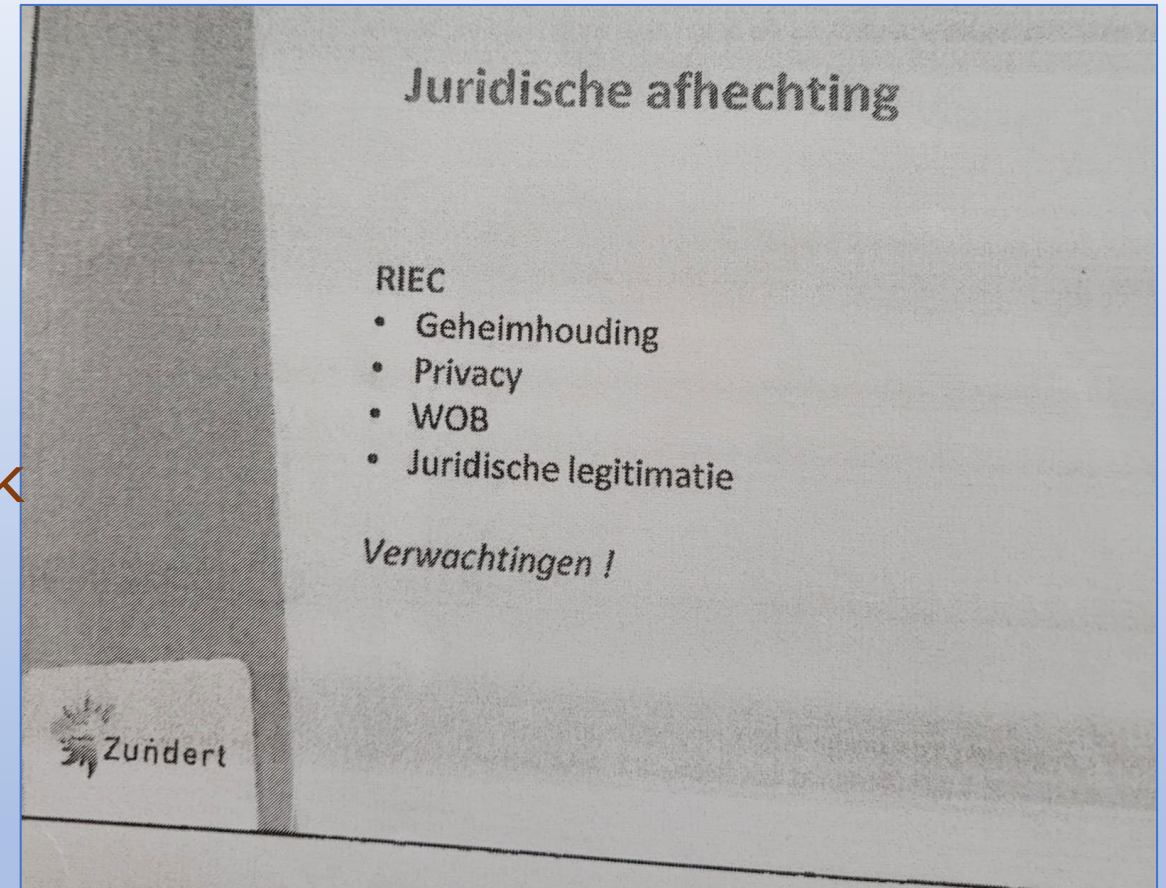 Juridische afhechting
RIEC
• Geheimhouding
• Privacy
• WOB
• Juridische legitimatie
Verwachtingen !
Zundert
K